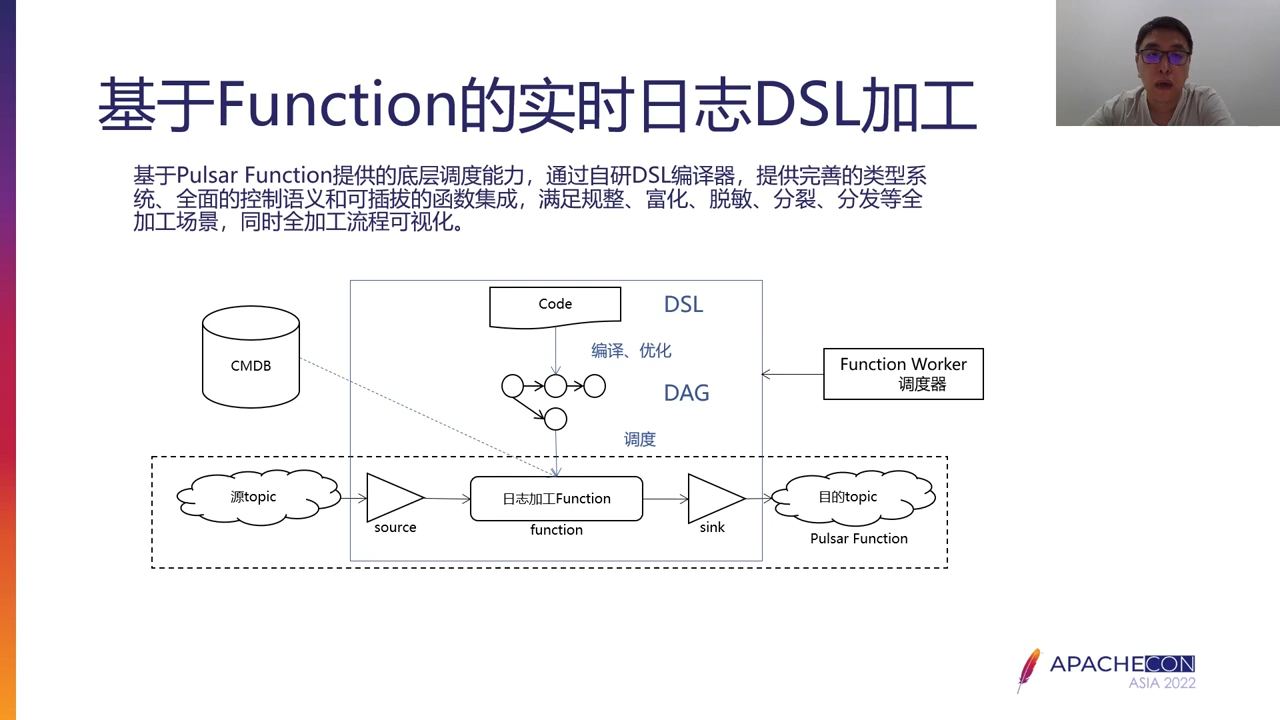 基于Function的实时日志DSL加工
基于Pulsar Function提供的底层调度能力，通过自研DSL编译器，提供完善的类型系
统、全面的控制语义和可插拔的函数集成，满足规整、富化、脱敏、分裂、分发等全
加工场景，同时全加工流程可视化。
Code
DSL
编译、优化
CMDB
Function Worker
调度器
DAG
调度
源topic
日志加工Function
目的topic
source
function
sink
Pulsar Function
APACHECON
ASIA 2022